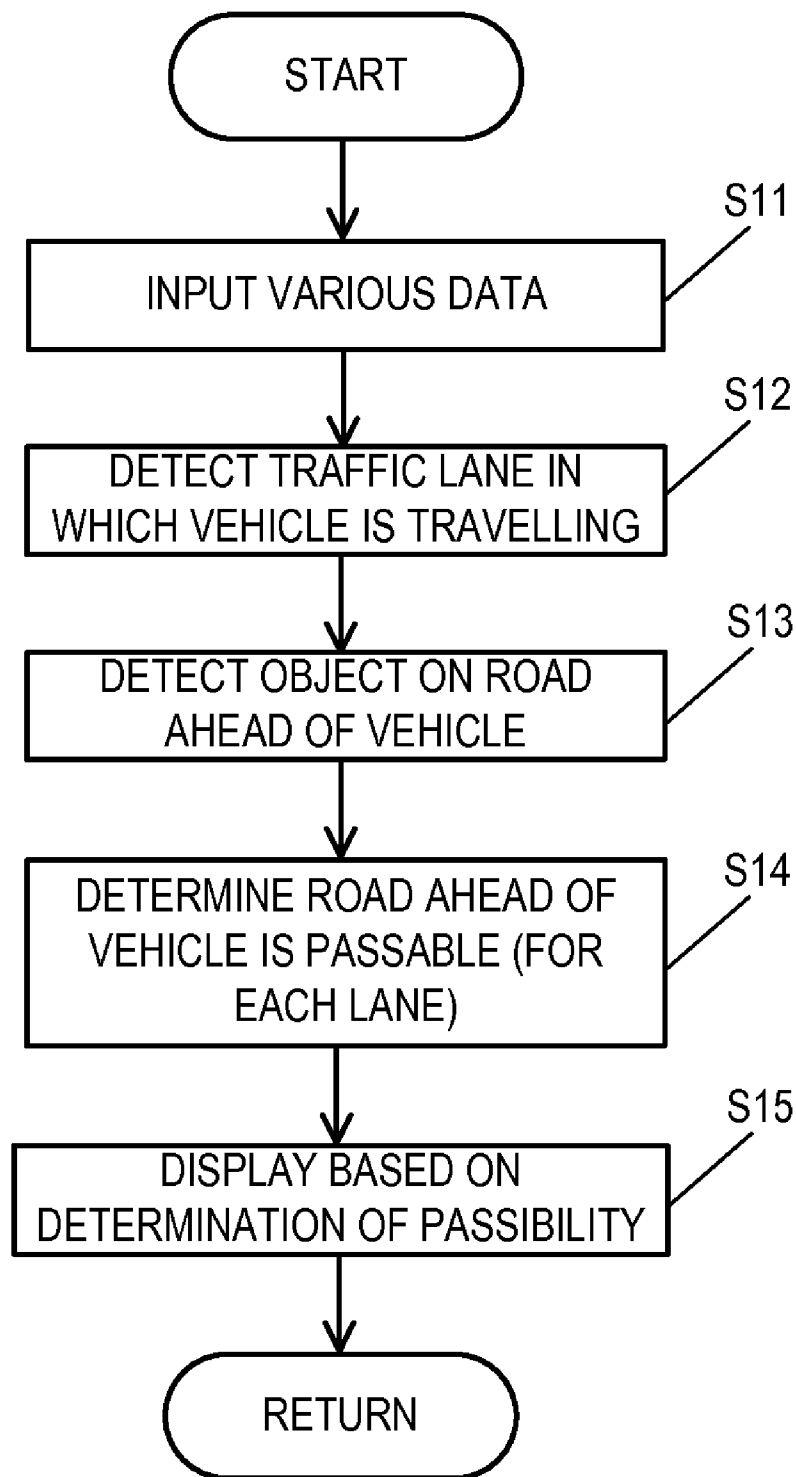 START
S11
INPUT VARIOUS DATA
S12
DETECT TRAFFIC LANE IN
WHICH VEHICLE IS TRAVELLING
S13
DETECT OBJECT ON ROAD
AHEAD OF VEHICLE
S14
DETERMINE ROAD AHEAD OF
VEHICLE IS PASSABLE (FOR
EACH LANE)
S15
DISPLAY BASED ON
DETERMINATION OF PASSIBILITY
RETURN